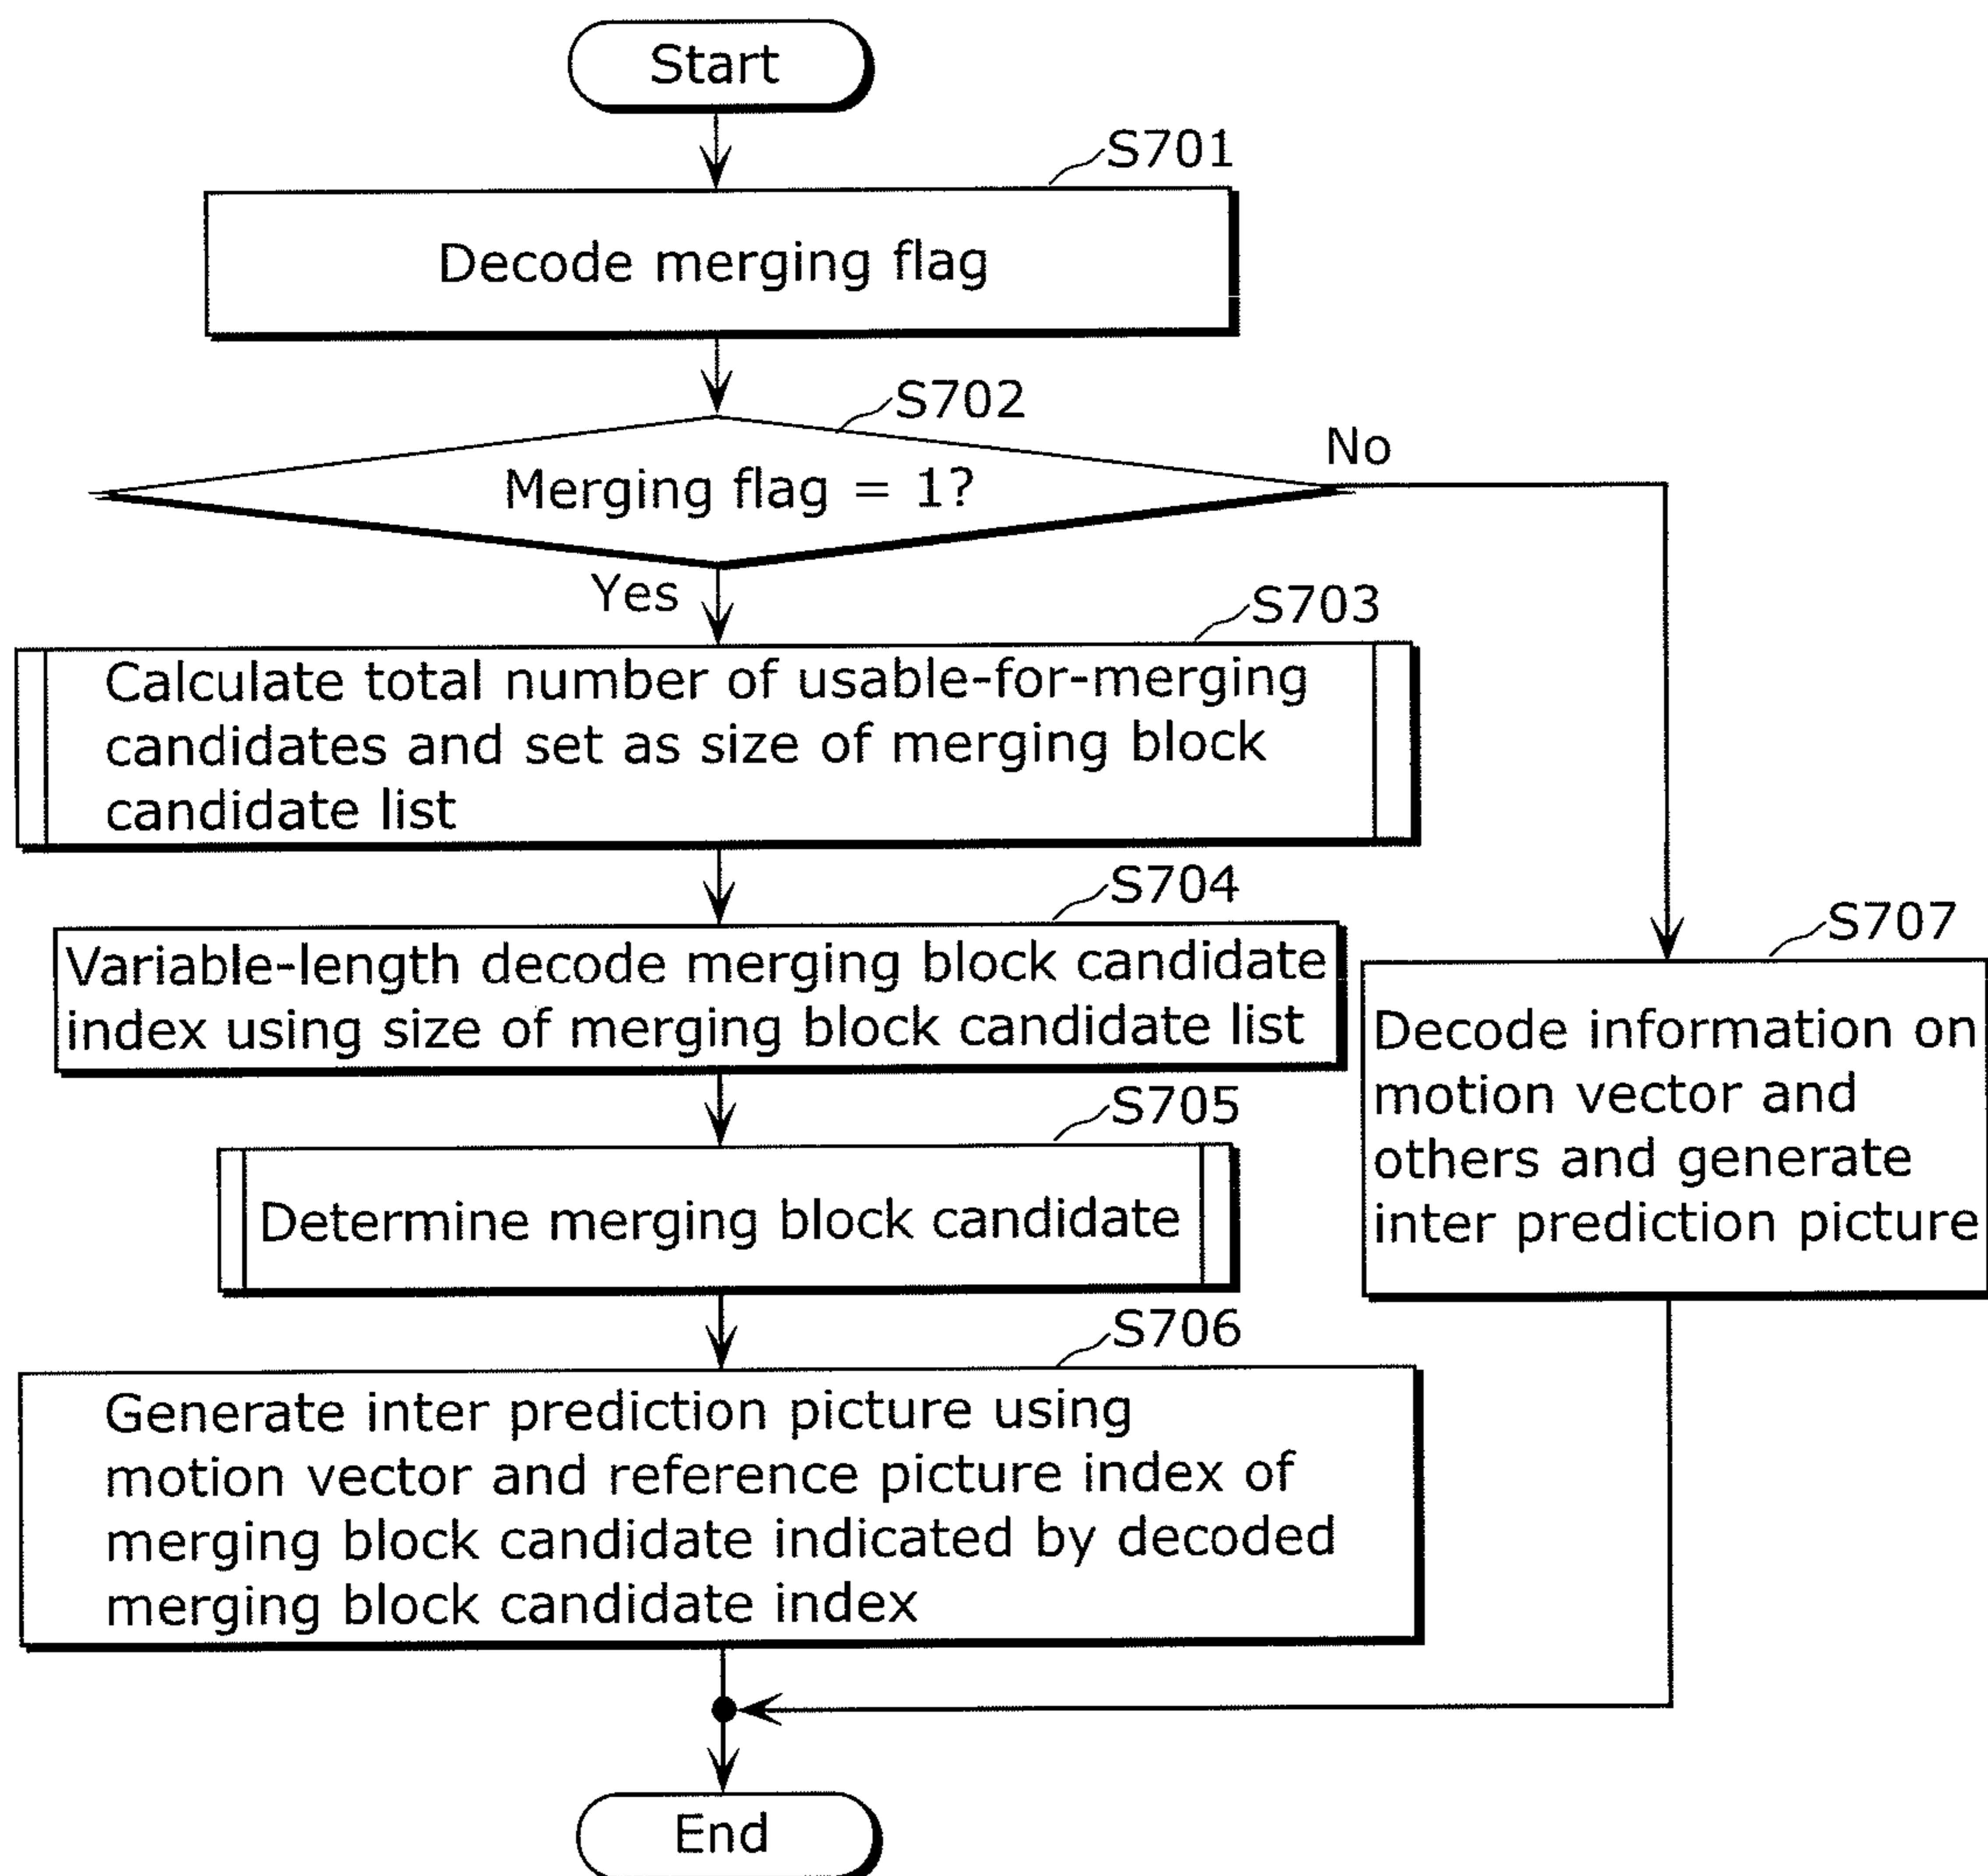 Start
S701
Decode merging flag
S702
Merging flag = 1?
No
Yes
S703
Calculate total number of usable-for-merging
candidates and set as size of merging block
candidate list
S704
Variable-length decode merging block candidate
index using size of merging block candidate list
S707
Decode information on
motion vector and
others and generate
inter prediction picture
S705
Determine merging block candidate
S706
Generate inter prediction picture using
motion vector and reference picture index of
merging block candidate indicated by decoded
merging block candidate index
End